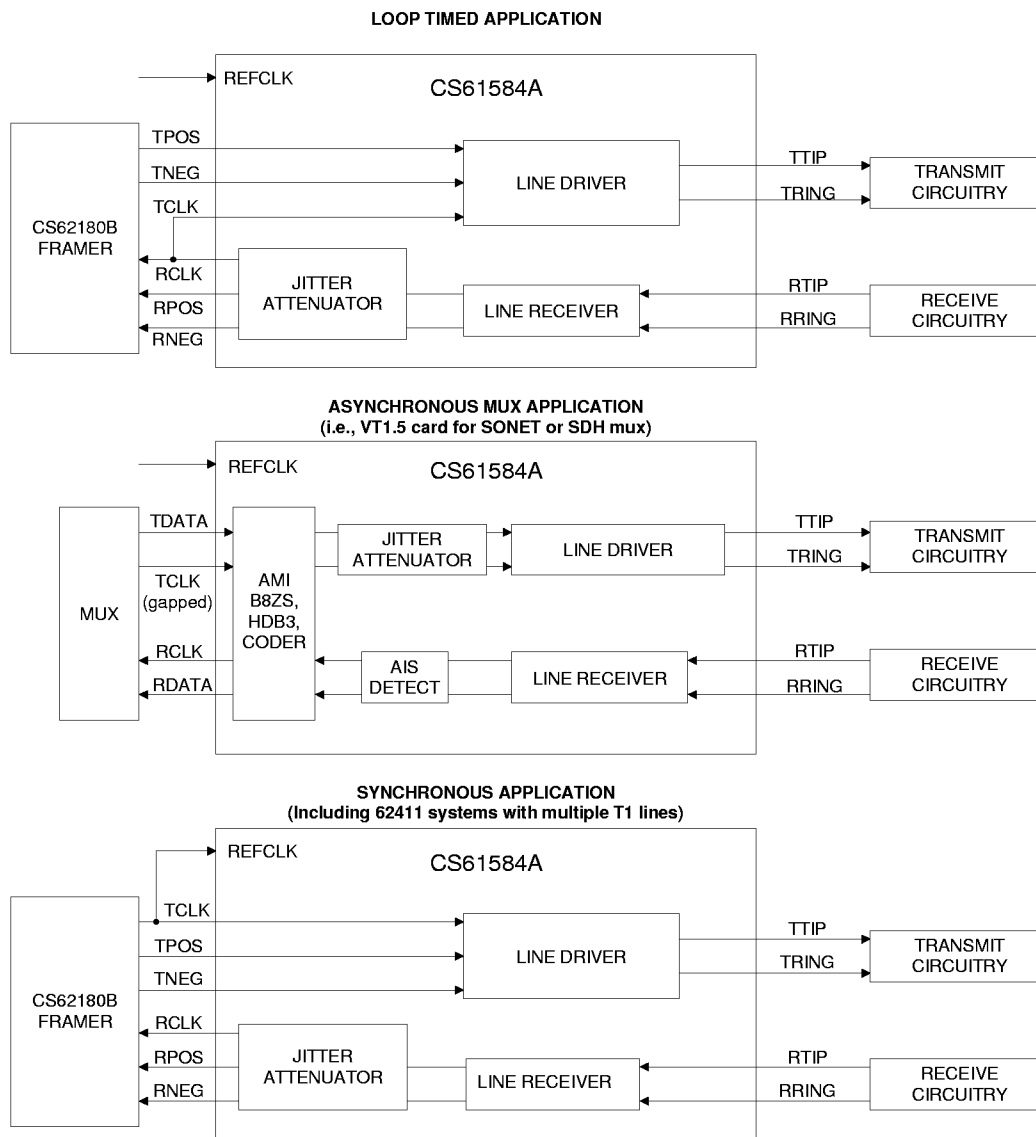 LOOP TIMED APPLICATION
REFCLK
CS61584A
TPOS
TNEG
TCLK
CS62180B
FRAMER
LINE DRIVER
TTIP
TRING
TRANSMIT
CIRCUITRY
RCLK
RPOS
RNEG
JITTER
ATTENUATOR
LINE RECEIVER
RTIP
RRING
RECEIVE
CIRCUITRY
ASYNCHRONOUS MUX APPLICATION
(i.e., VT1.5 card for SONET or SDH mux)
REFCLK
CS61584A
MUX
TDATA
TCLK
(gapped)
RCLK
RDATA
AMI
B8ZS,
HDB3,
CODER
JITTER
ATTENUATOR
LINE DRIVER
TTIP
TRING
TRANSMIT
CIRCUITRY
AIS
DETECT
LINE RECEIVER
RTIP
RRING
RECEIVE
CIRCUITRY
SYNCHRONOUS APPLICATION
(Including 62411 systems with multiple T1 lines)
REFCLK
CS61584A
TCLK
TPOS
TNEG
CS62180B
FRAMER
LINE DRIVER
TTIP
TRING
TRANSMIT
CIRCUITRY
RCLK
RPOS
RNEG
JITTER
ATTENUATOR
LINE RECEIVER
RTIP
RRING
RECEIVE
CIRCUITRY